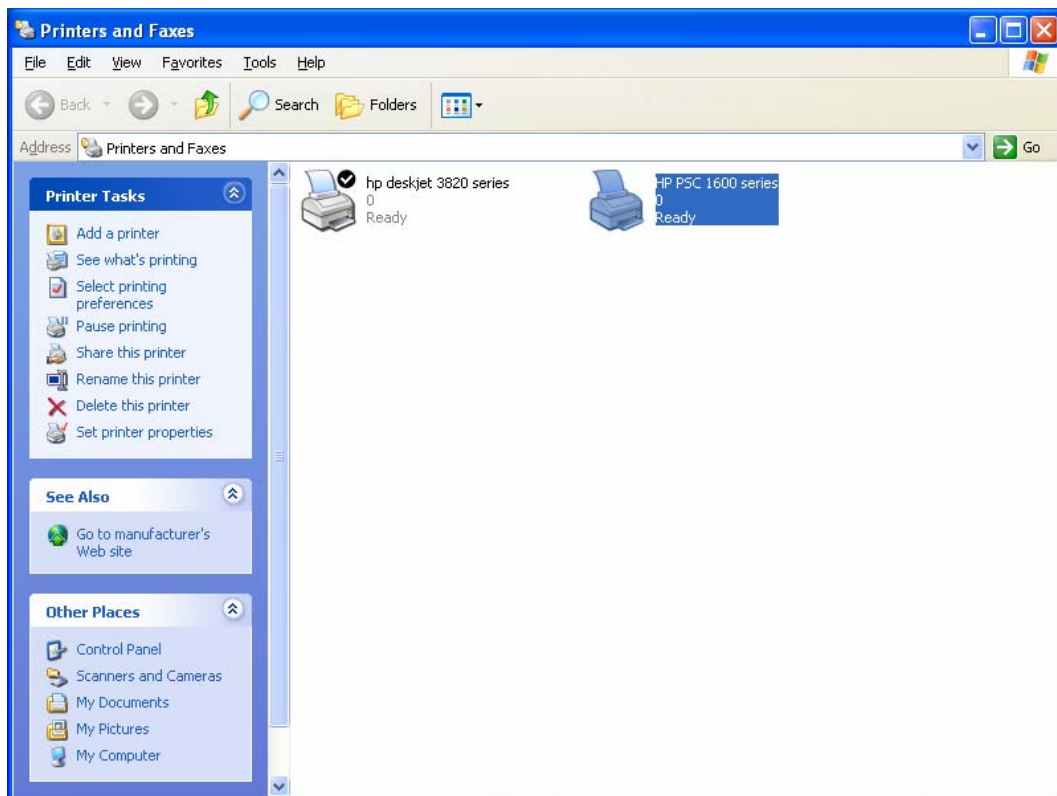 Printers and Faxes
File Edit View Favorites Tools Help
Back Search Folders
Address Printers and Faxes Go
Printer Tasks
Add a printer
See what's printing
Select printing
preferences
Pause printing
Share this printer
Rename this printer
Delete this printer
Set printer properties
See Also
Go to manufacturer's
Web site
Other Places
Control Panel
Scanners and Cameras
My Documents
My Pictures
My Computer
hp deskjet 3820 series
0
Ready
HP PSC 1600 series
0
Ready